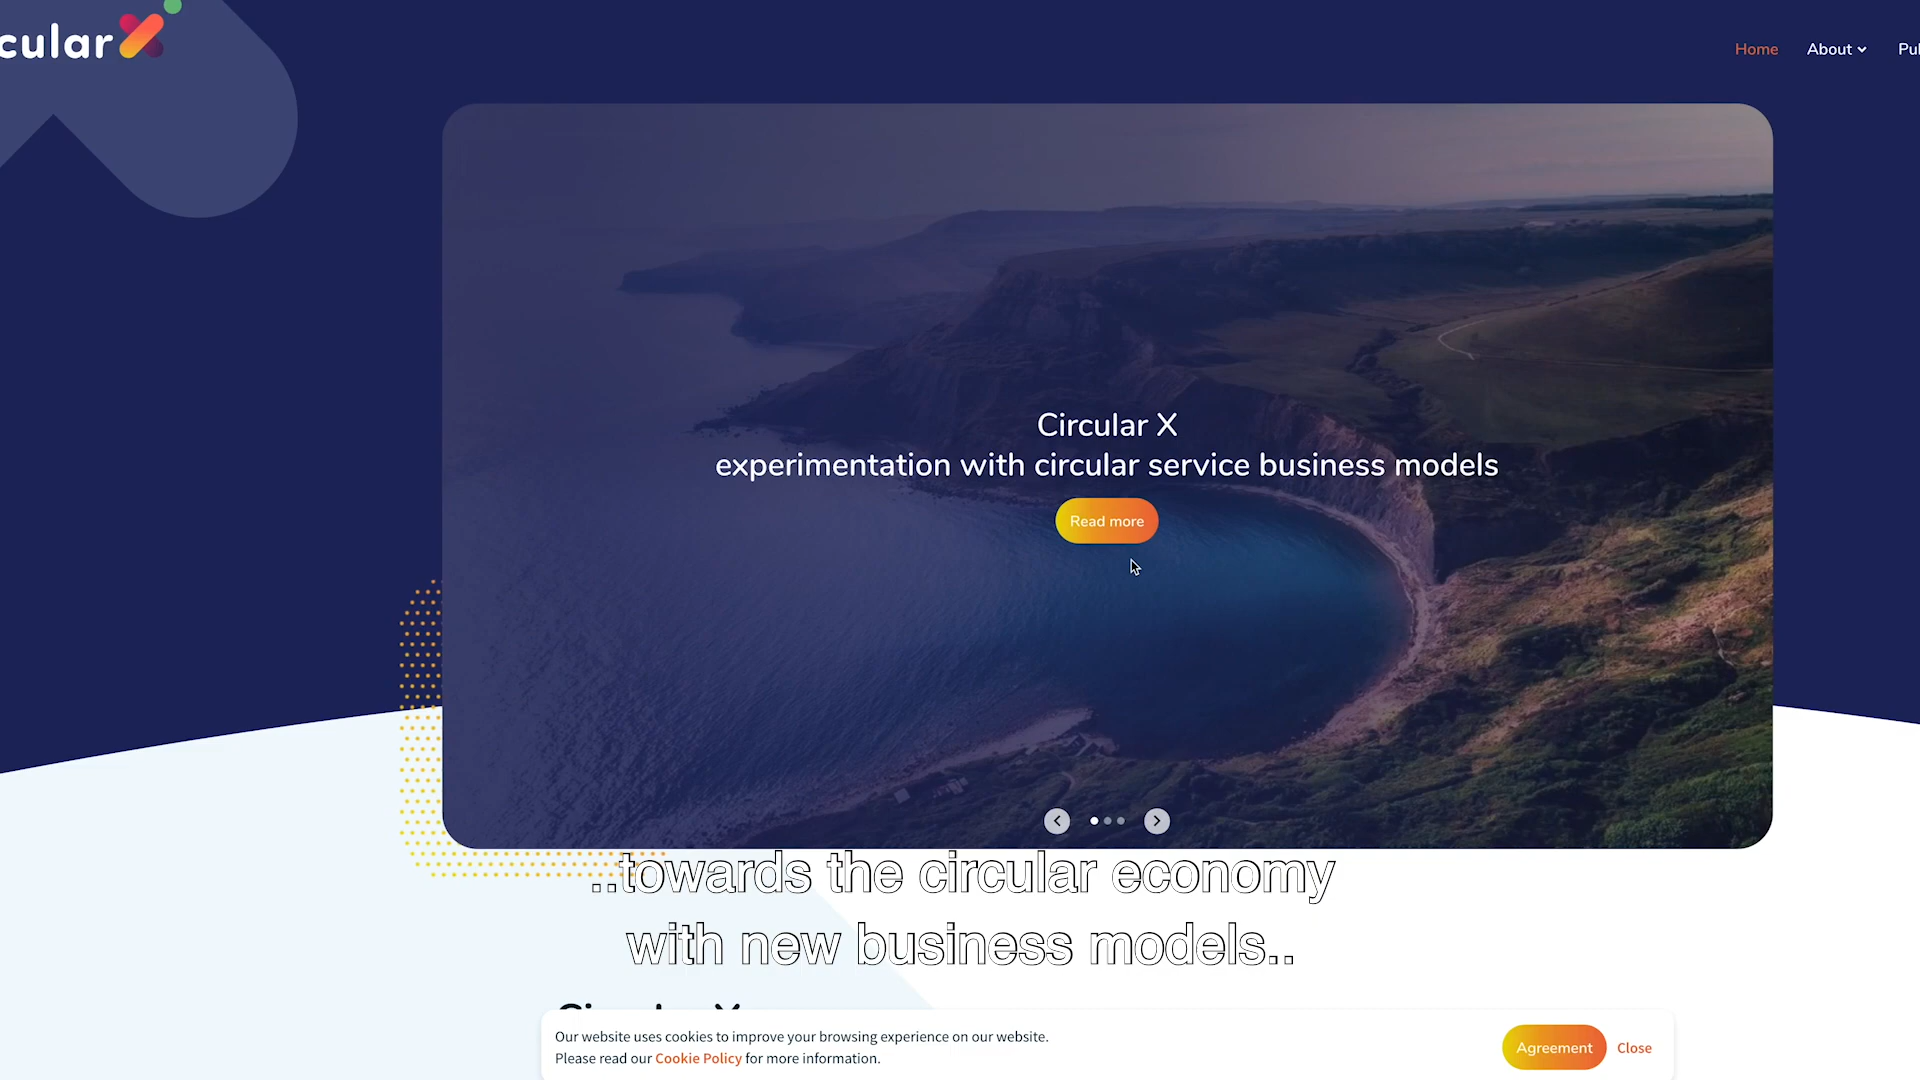 cular
Home
About
Circular X
experimentation with circular service business models
Read more
..towards the circular economy
with new business models..
Our website uses cookies to improve your browsing experience on our website.
Please read our Cookie Policy for more information.
Agreement
Close